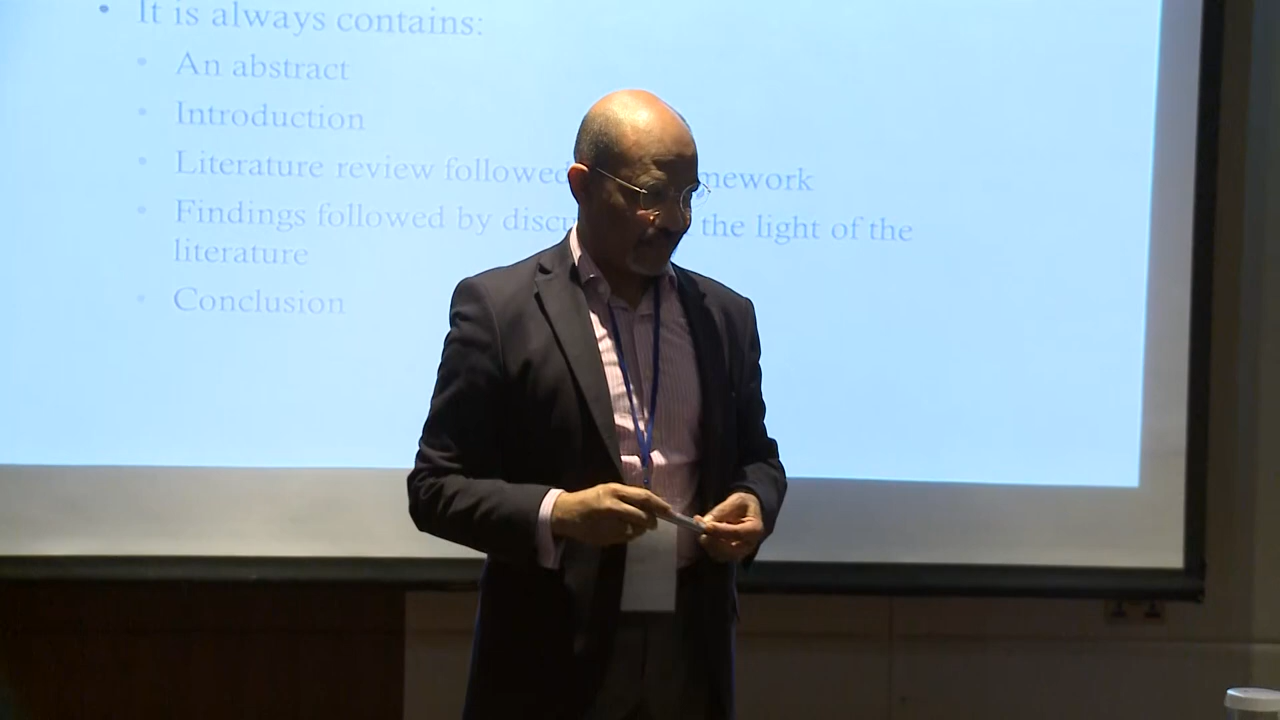 It is always contains:
An abstract
Introduction
Literature review followed mework
Findings followed by discu the light of the
literature
Conclusion